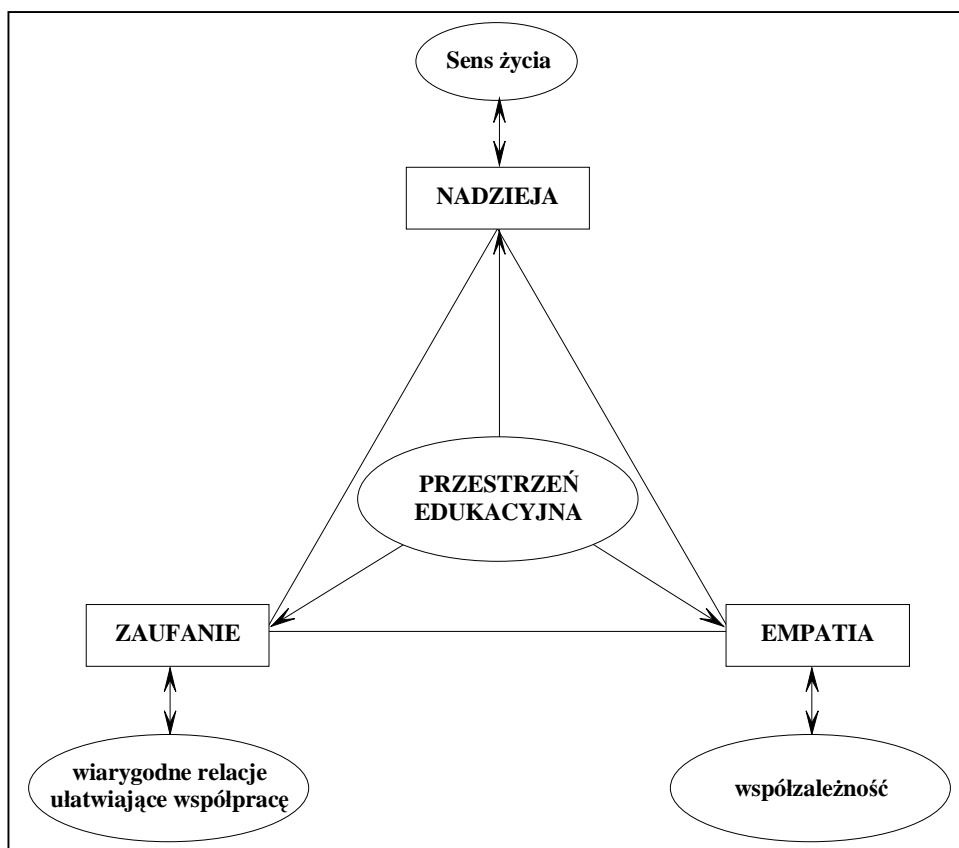 Sens życia
NADZIEJA
PRZESTRZEŃ
EDUKACYJNA
ZAUFANIE
EMPATIA
wiarygodne relacje
ułatwiające współpracę
współzależność